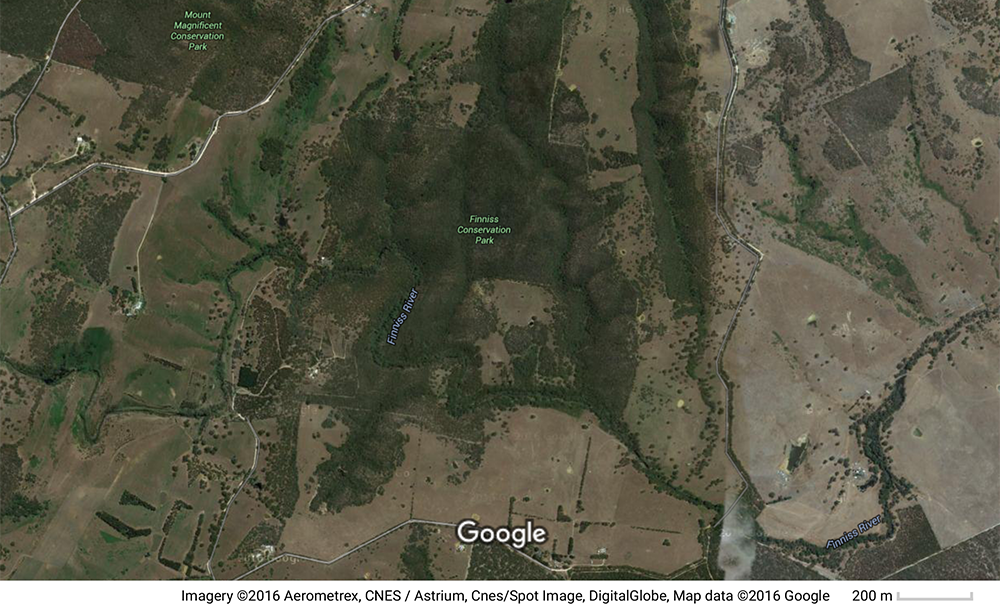 Mount
Magnificent
Conservation
Park
Finniss
Conservation
Park
Finniss River
Google
Finniss River
Imagery ©2016 Aerometrex, CNES / Astrium, Cnes/Spot Image, DigitalGlobe, Map data ©2016 Google 200 m